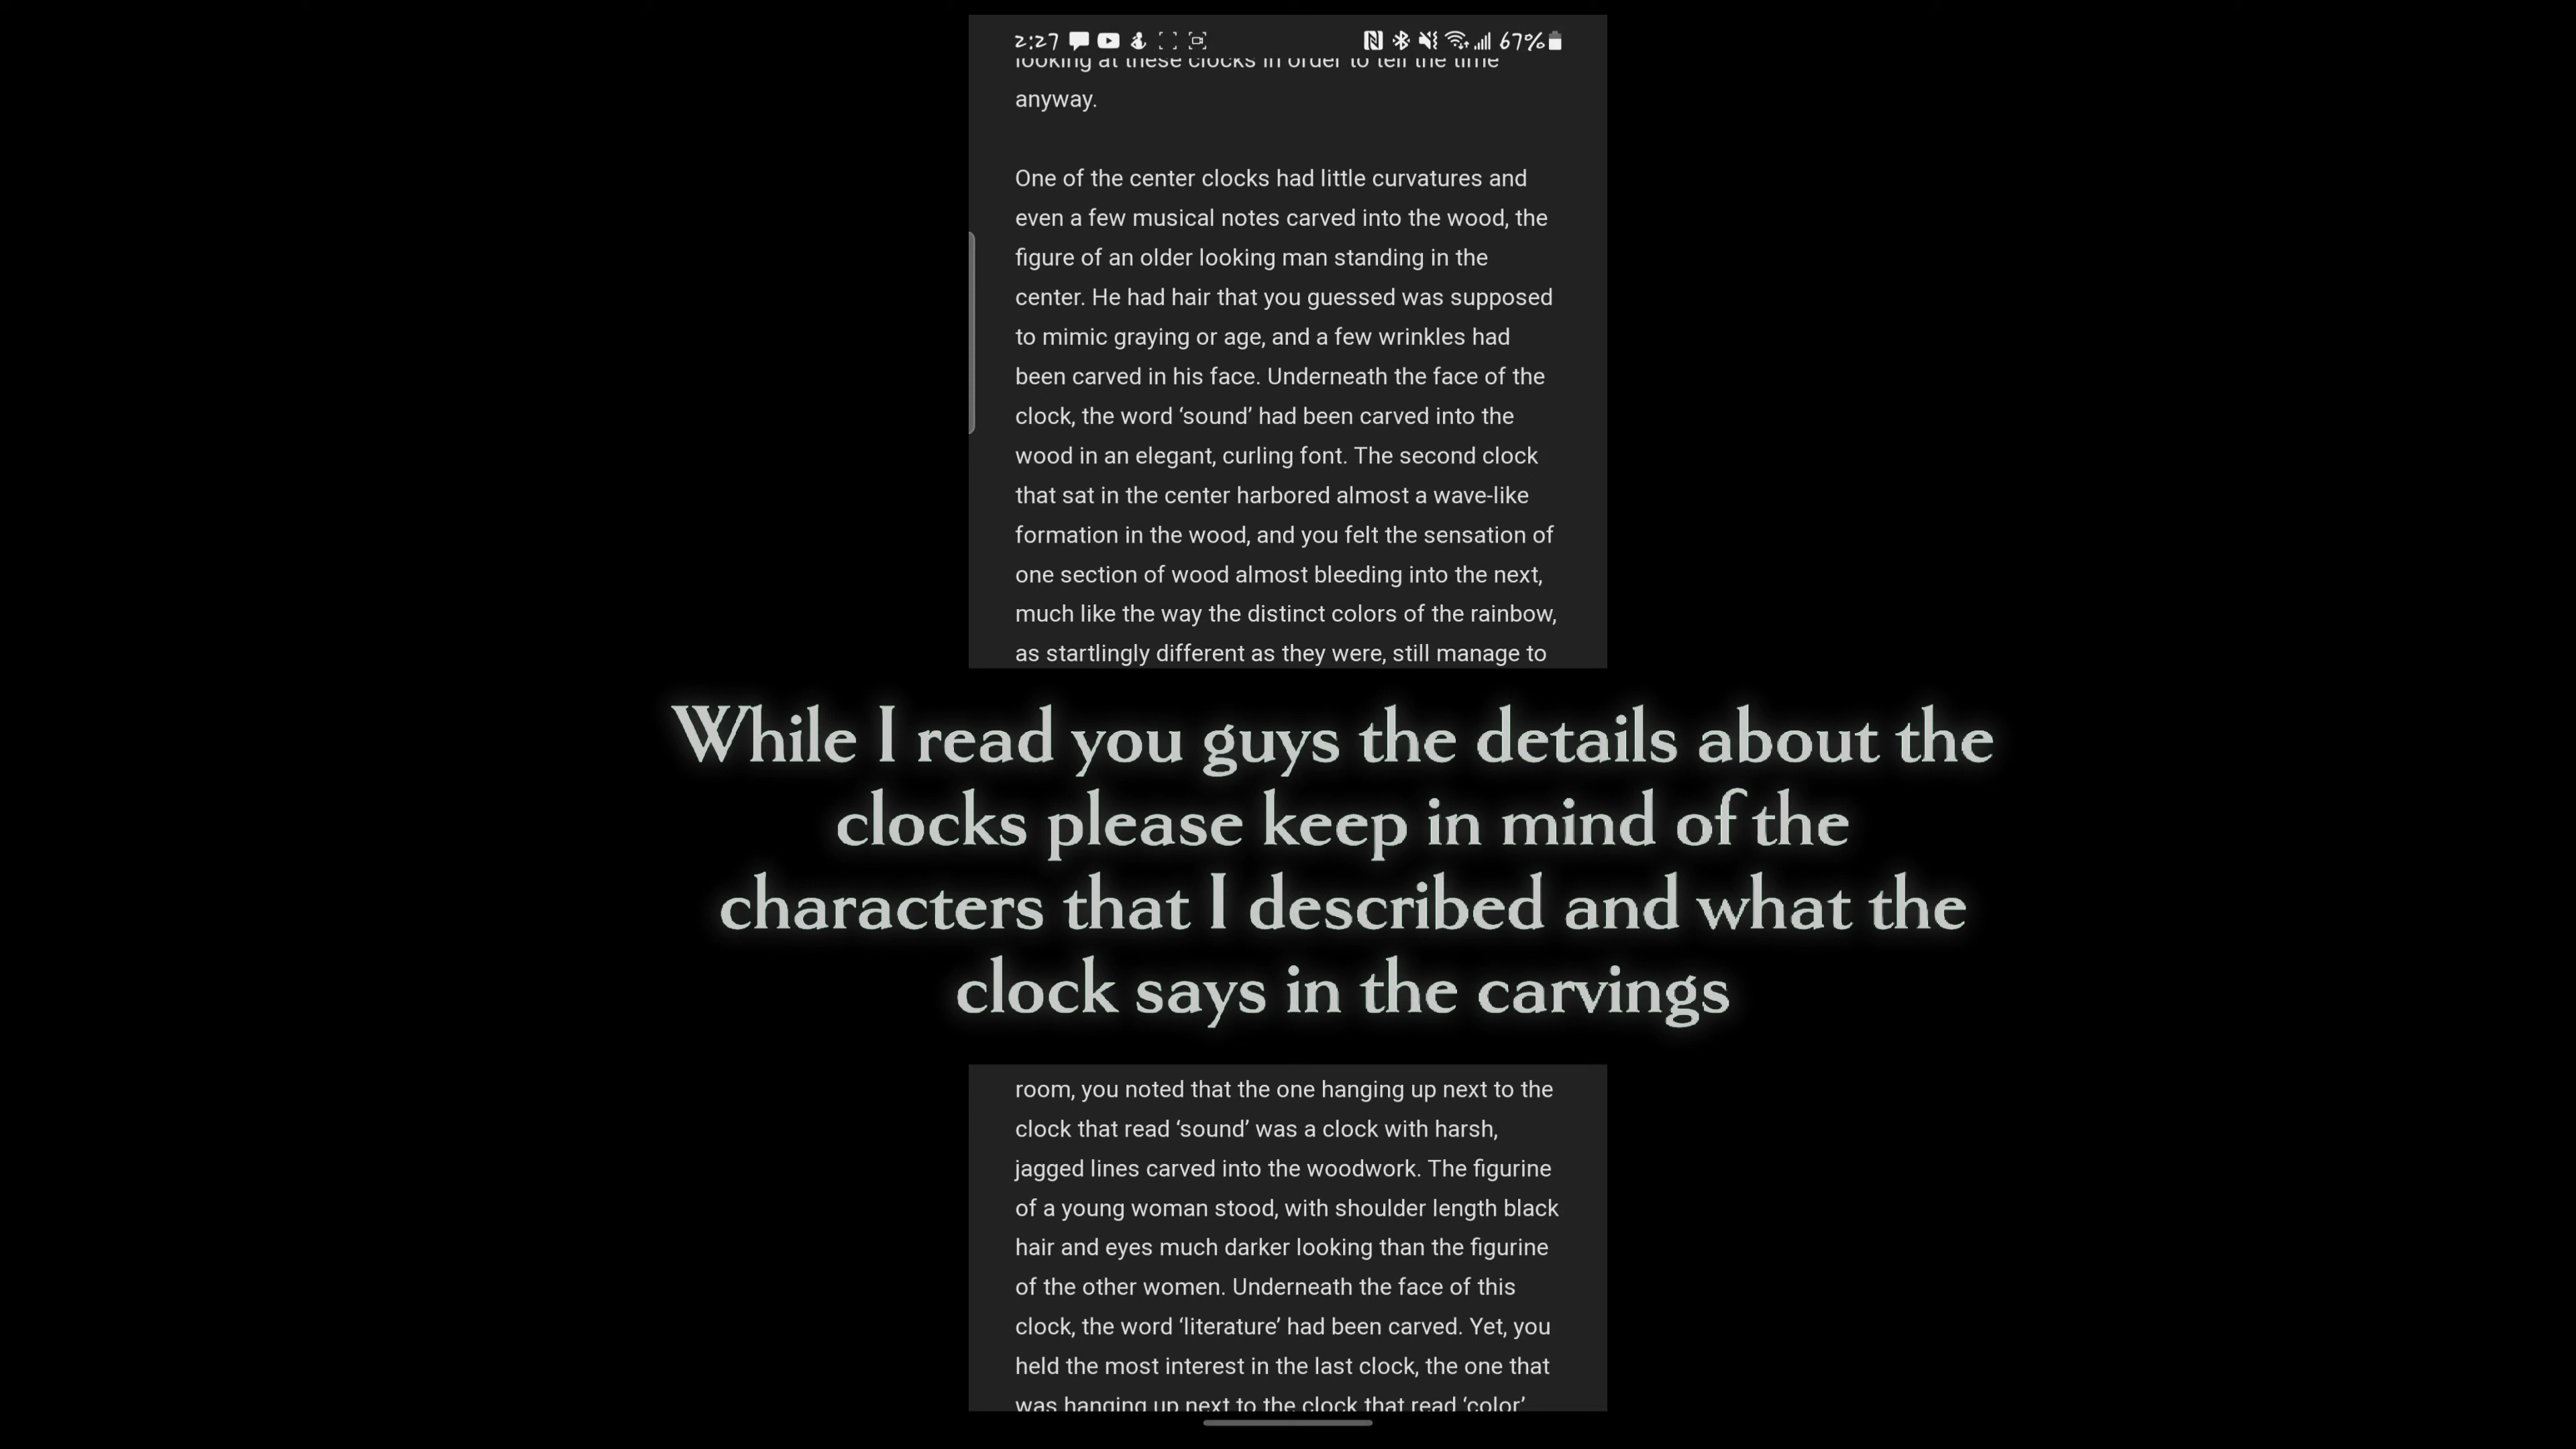 2:27
67%
looking at these clocks in order to tell the time
anyway.
One of the center clocks had little curvatures and
even a few musical notes carved into the wood, the
figure of an older looking man standing in the
center. He had hair that you guessed was supposed
to mimic graying or age, and a few wrinkles had
been carved in his face. Underneath the face of the
clock, the word ‘sound’ had been carved into the
wood in an elegant, curling font. The second clock
that sat in the center harbored almost a wave-like
formation in the wood, and you felt the sensation of
one section of wood almost bleeding into the next,
much like the way the distinct colors of the rainbow,
as startlingly different as they were, still manage to
While I read you guys the details about the
clocks please keep in mind of the
characters that I described and what the
clock says in the carvings
room, you noted that the one hanging up next to the
clock that read ‘sound’ was a clock with harsh,
jagged lines carved into the woodwork. The figurine
of a young woman stood, with shoulder length black
hair and eyes much darker looking than the figurine
of the other women. Underneath the face of this
clock, the word ‘literature’ had been carved. Yet, you
held the most interest in the last clock, the one that
was hanging up next to the clock that read ‘color’